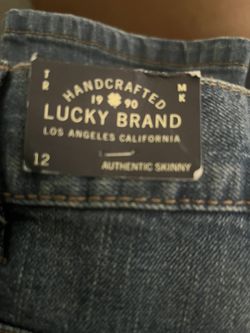 TR
MK
HANDCRAFTED
19 90
LUCKY BRAND
LOS ANGELES CALIFORNIA
12
AUTHENTIC SKINNY